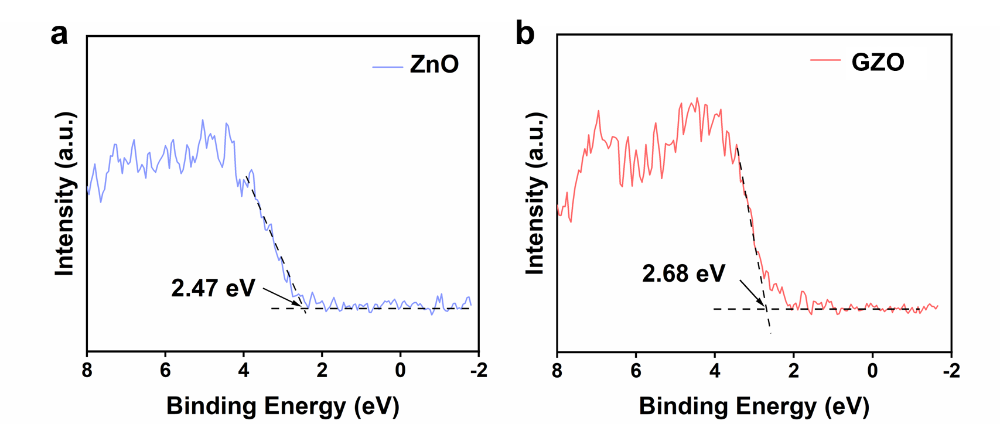 a
ZnO
Intensity (a.u.)
2.47 eV
8 6 4 2 0 -2
Binding Energy (eV)
b
GZO
Intensity (a.u.)
2.68 eV
8 6 4 2 0 -2
Binding Energy (eV)